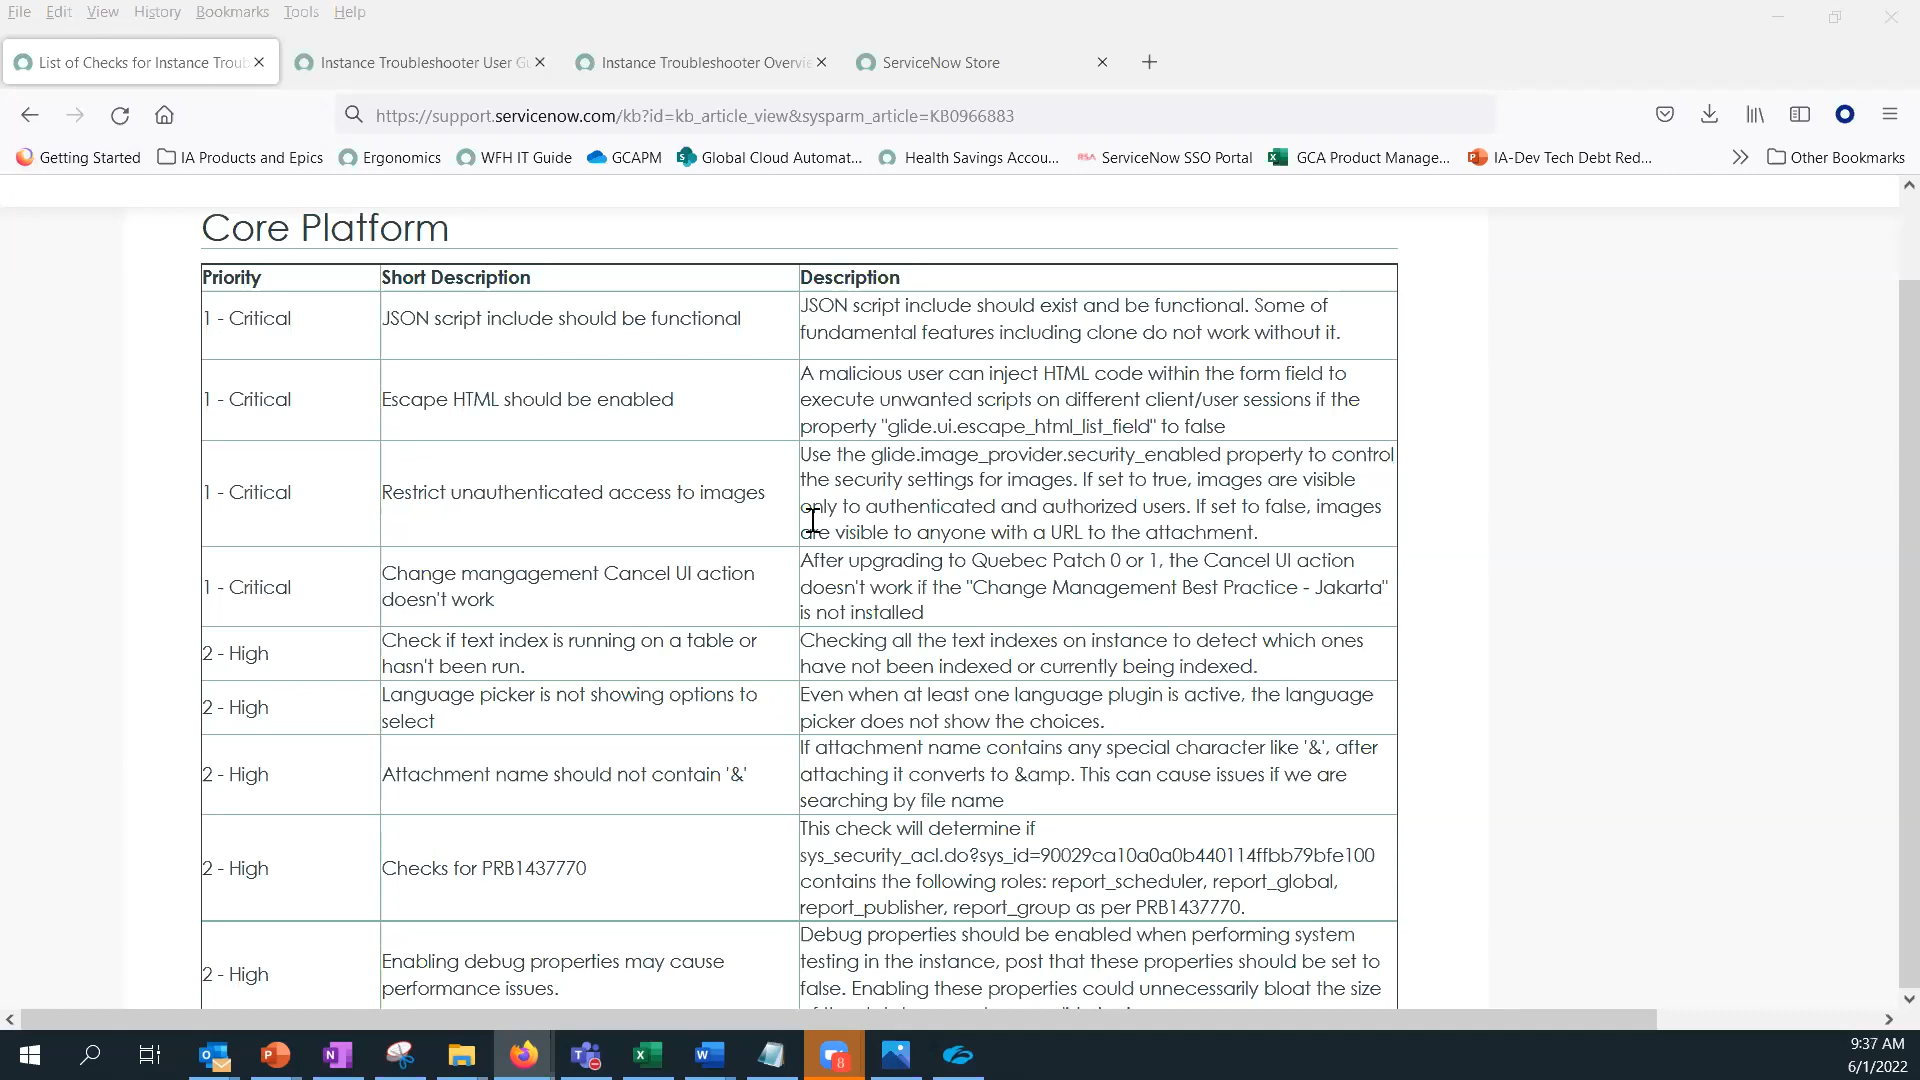 File Edit View History Bookmarks Tools Help
List of Checks for Instance Troub
Instance Troubleshooter User Gu
Instance Troubleshooter Overvie
ServiceNow Store
https://support.servicenow.com/kb?id=kb_article_view&sysparm_article=KB0966883
Getting Started IA Products and Epics Ergonomics WFH IT Guide GCAPM Global Cloud Automat... Health Savings Accou... RSA ServiceNow SSO Portal GCA Product Manage... IA-Dev Tech Debt Red... Other Bookmarks
Core Platform
Priority Short Description Description
1 - Critical
JSON script include should be functional
JSON script include should exist and be functional. Some of
fundamental features including clone do not work without it.
1 - Critical
Escape HTML should be enabled
A malicious user can inject HTML code within the form field to
execute unwanted scripts on different client/user sessions if the
property "glide.ui.escape_html_list_field" to false
1 - Critical
Restrict unauthenticated access to images
Use the glide.image_provider.security_enabled property to control
the security settings for images. If set to true, images are visible
only to authenticated and authorized users. If set to false, images
are visible to anyone with a URL to the attachment.
1 - Critical
Change mangagement Cancel UI action
doesn't work
After upgrading to Quebec Patch 0 or 1, the Cancel UI action
doesn't work if the "Change Management Best Practice - Jakarta"
is not installed
2 - High
Check if text index is running on a table or
hasn't been run.
Checking all the text indexes on instance to detect which ones
have not been indexed or currently being indexed.
2 - High
Language picker is not showing options to
select
Even when at least one language plugin is active, the language
picker does not show the choices.
2 - High
Attachment name should not contain '&'
If attachment name contains any special character like '&', after
attaching it converts to &amp. This can cause issues if we are
searching by file name
2 - High
Checks for PRB1437770
This check will determine if
sys_security_acl.do?sys_id=90029ca10a0a0b440114ffbb79bfe100
contains the following roles: report_scheduler, report_global,
report_publisher, report_group as per PRB1437770.
2 - High
Enabling debug properties may cause
performance issues.
Debug properties should be enabled when performing system
testing in the instance, post that these properties should be set to
false. Enabling these properties could unnecessarily bloat the size
8
9:37 AM
6/1/2022